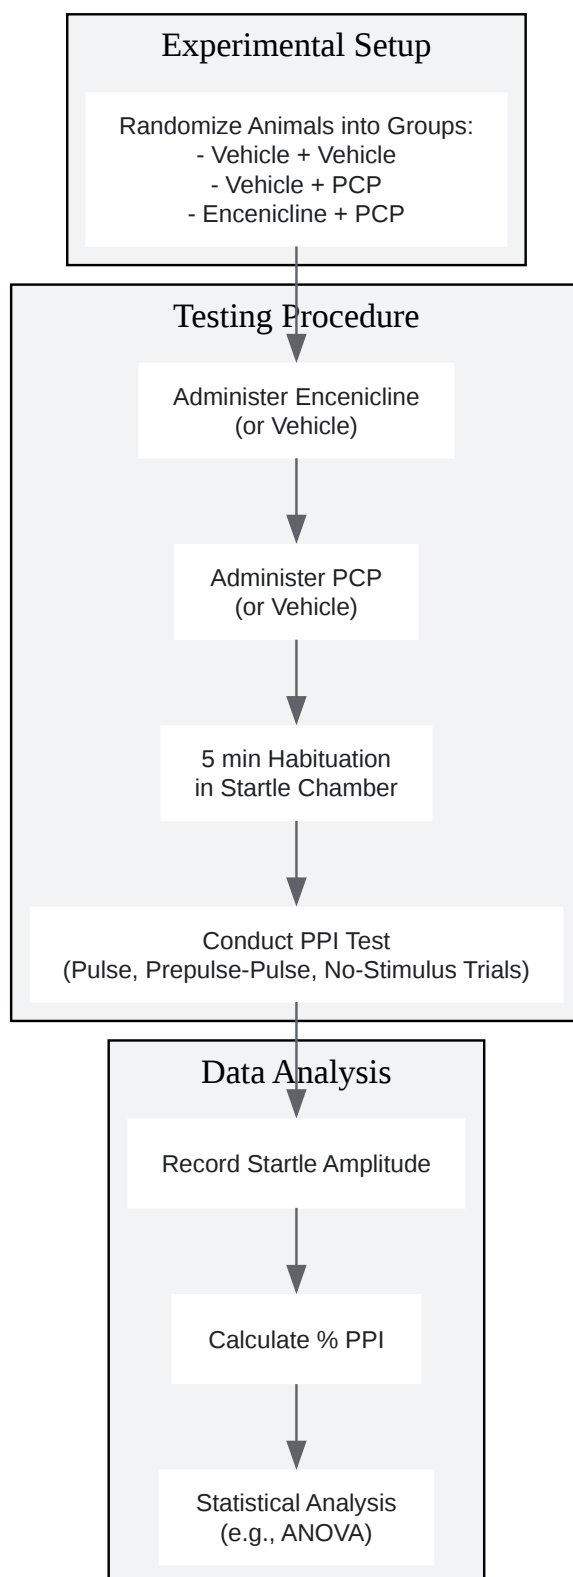 Experimental Setup
Randomize Animals into Groups:
- Vehicle + Vehicle
- Vehicle + PCP
- Encenicline + PCP
Testing Procedure
Administer Encenicline
(or Vehicle)
Administer PCP
(or Vehicle)
5 min Habituation
in Startle Chamber
Conduct PPI Test
(Pulse, Prepulse-Pulse, No-Stimulus Trials)
Data Analysis
Record Startle Amplitude
Calculate % PPI
Statistical Analysis
(e.g., ANOVA)